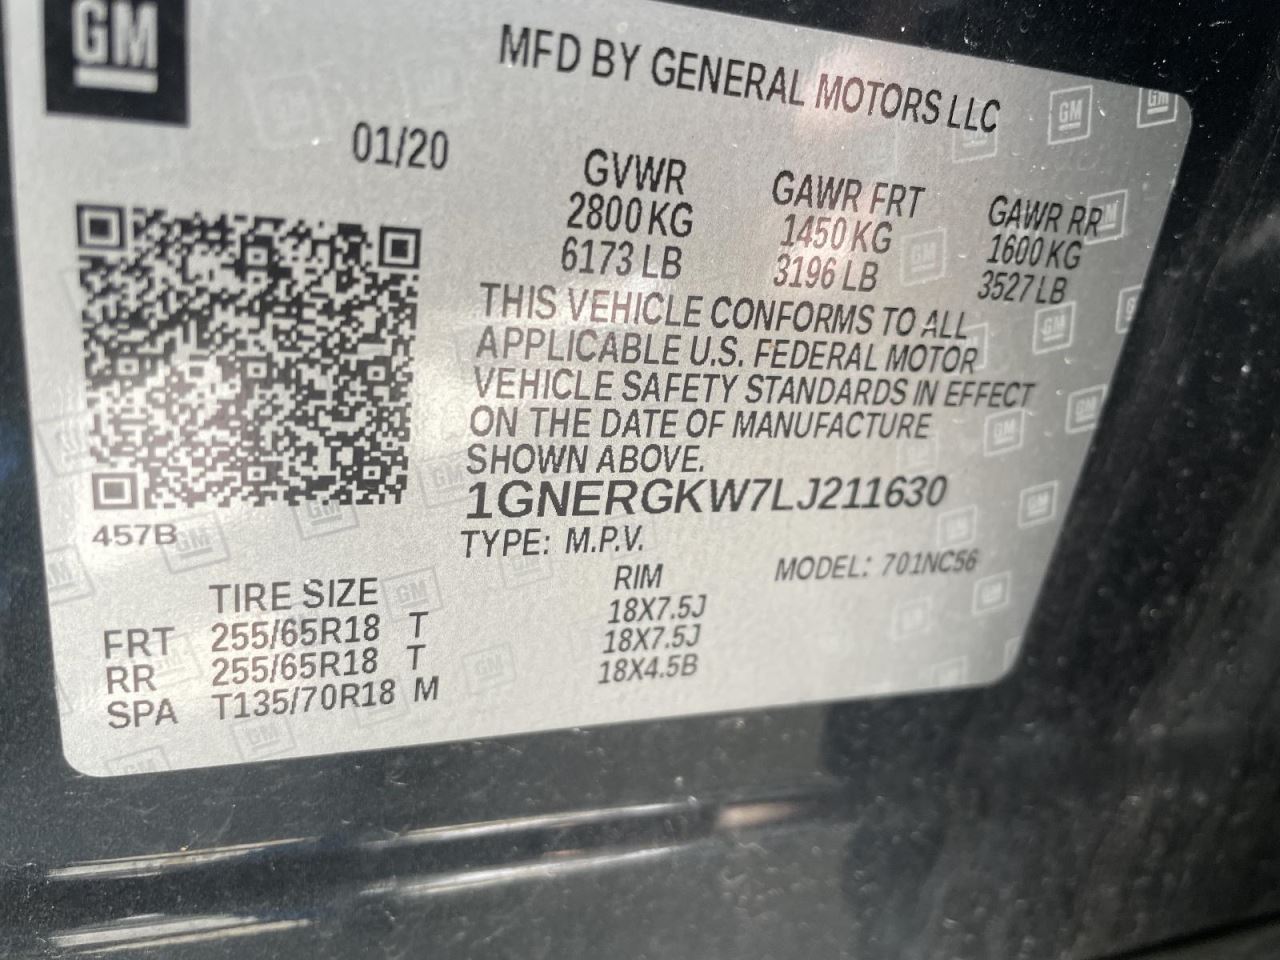 GM
MFD BY GENERAL MOTORS LLC
01/20
GVWR GAWR FRT GAWR RR
2800 KG 1450 KG 1600 KG
6173 LB 3196 LB 3527 LB
THIS VEHICLE CONFORMS TO ALL
APPLICABLE U.S. FEDERAL MOTOR
VEHICLE SAFETY STANDARDS IN EFFECT
ON THE DATE OF MANUFACTURE
SHOWN ABOVE.
1GNERGKW7LJ211630
457B
TYPE: M.P.V. MODEL: 701NC56
TIRE SIZE RIM
FRT 255/65R18 T 18X7.5J
RR 255/65R18 T 18X7.5J
SPA T135/70R18 M 18X4.5B